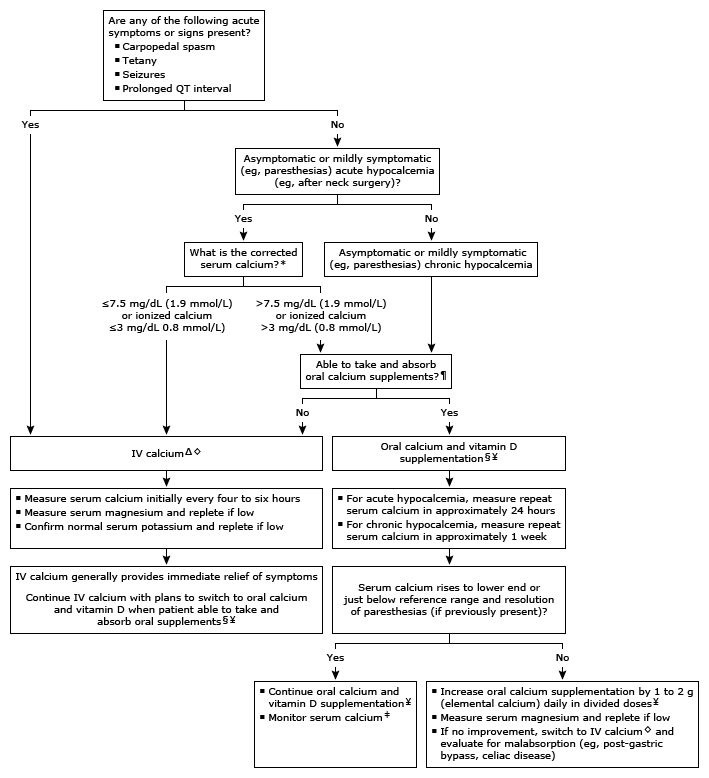 Are any of the following acute
symptoms or signs present?
▪ Carpopedal spasm
▪ Tetany
▪ Seizures
▪ Prolonged QT interval
Yes
No
Asymptomatic or mildly symptomatic
(eg, paresthesias) acute hypocalcemia
(eg, after neck surgery)?
Yes
No
What is the corrected
serum calcium?*
Asymptomatic or mildly symptomatic
(eg, paresthesias) chronic hypocalcemia
≤7.5 mg/dL (1.9 mmol/L)
or ionized calcium
≤3 mg/dL 0.8 mmol/L)
>7.5 mg/dL (1.9 mmol/L)
or ionized calcium
>3 mg/dL (0.8 mmol/L)
Able to take and absorb
oral calcium supplements?¶
No
Yes
IV calciumΔ◊
Oral calcium and vitamin D
supplementation§¥
▪ Measure serum calcium initially every four to six hours
▪ Measure serum magnesium and replete if low
▪ Confirm normal serum potassium and replete if low
▪ For acute hypocalcemia, measure repeat
serum calcium in approximately 24 hours
▪ For chronic hypocalcemia, measure repeat
serum calcium in approximately 1 week
IV calcium generally provides immediate relief of symptoms
Continue IV calcium with plans to switch to oral calcium
and vitamin D when patient able to take and
absorb oral supplements§¥
Serum calcium rises to lower end or
just below reference range and resolution
of parasthesias (if previously present)?
Yes
No
▪ Continue oral calcium and
vitamin D supplementation¥
▪ Monitor serum calcium‡
▪ Increase oral calcium supplementation by 1 to 2 g
(elemental calcium) daily in divided doses¥
▪ Measure serum magnesium and replete if low
▪ If no improvement, switch to IV calcium◊ and
evaluate for malabsorption (eg, post-gastric
bypass, celiac disease)